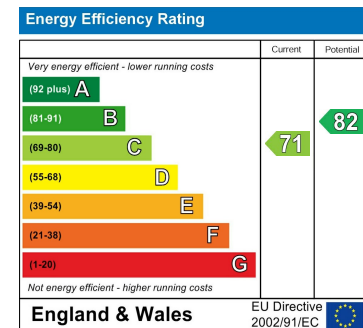 Energy Efficiency Rating
Current Potential
Very energy efficient - lower running costs
(92 plus) A
(81-91) B
(69-80) C
(55-68) D
(39-54) E
(21-38) F
(1-20) G
71
82
Not energy efficient - higher running costs
England & Wales
EU Directive
2002/91/EC